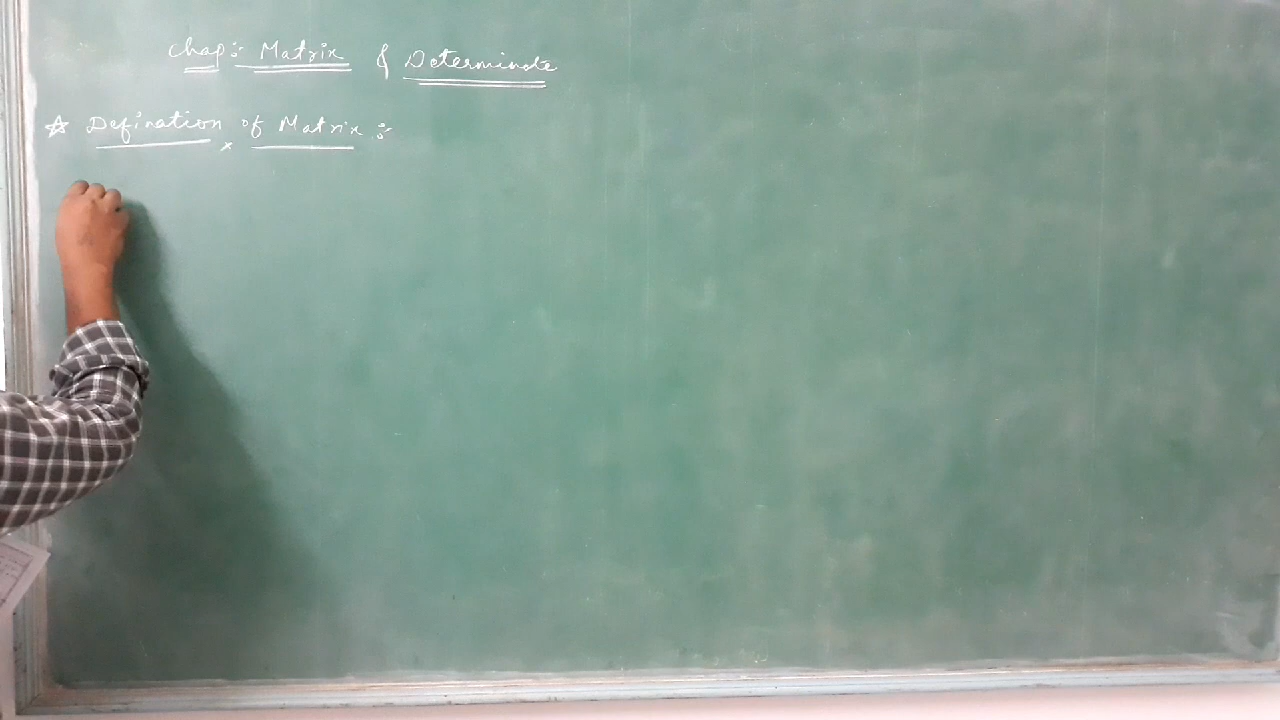 Chap:- Matrix & Determinate
☆ Defination of Matrix :-
×